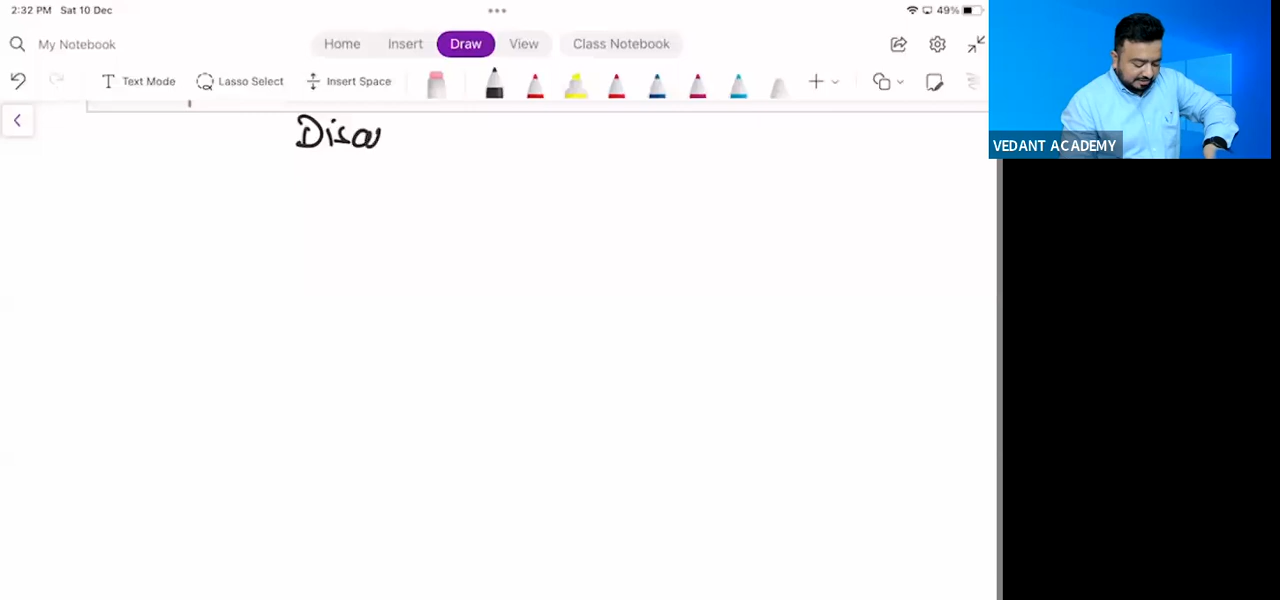 2:32 PM Sat 10 Dec
49%
My Notebook
Home Insert Draw View Class Notebook
Text Mode Lasso Select Insert Space
Disa
VEDANT ACADEMY